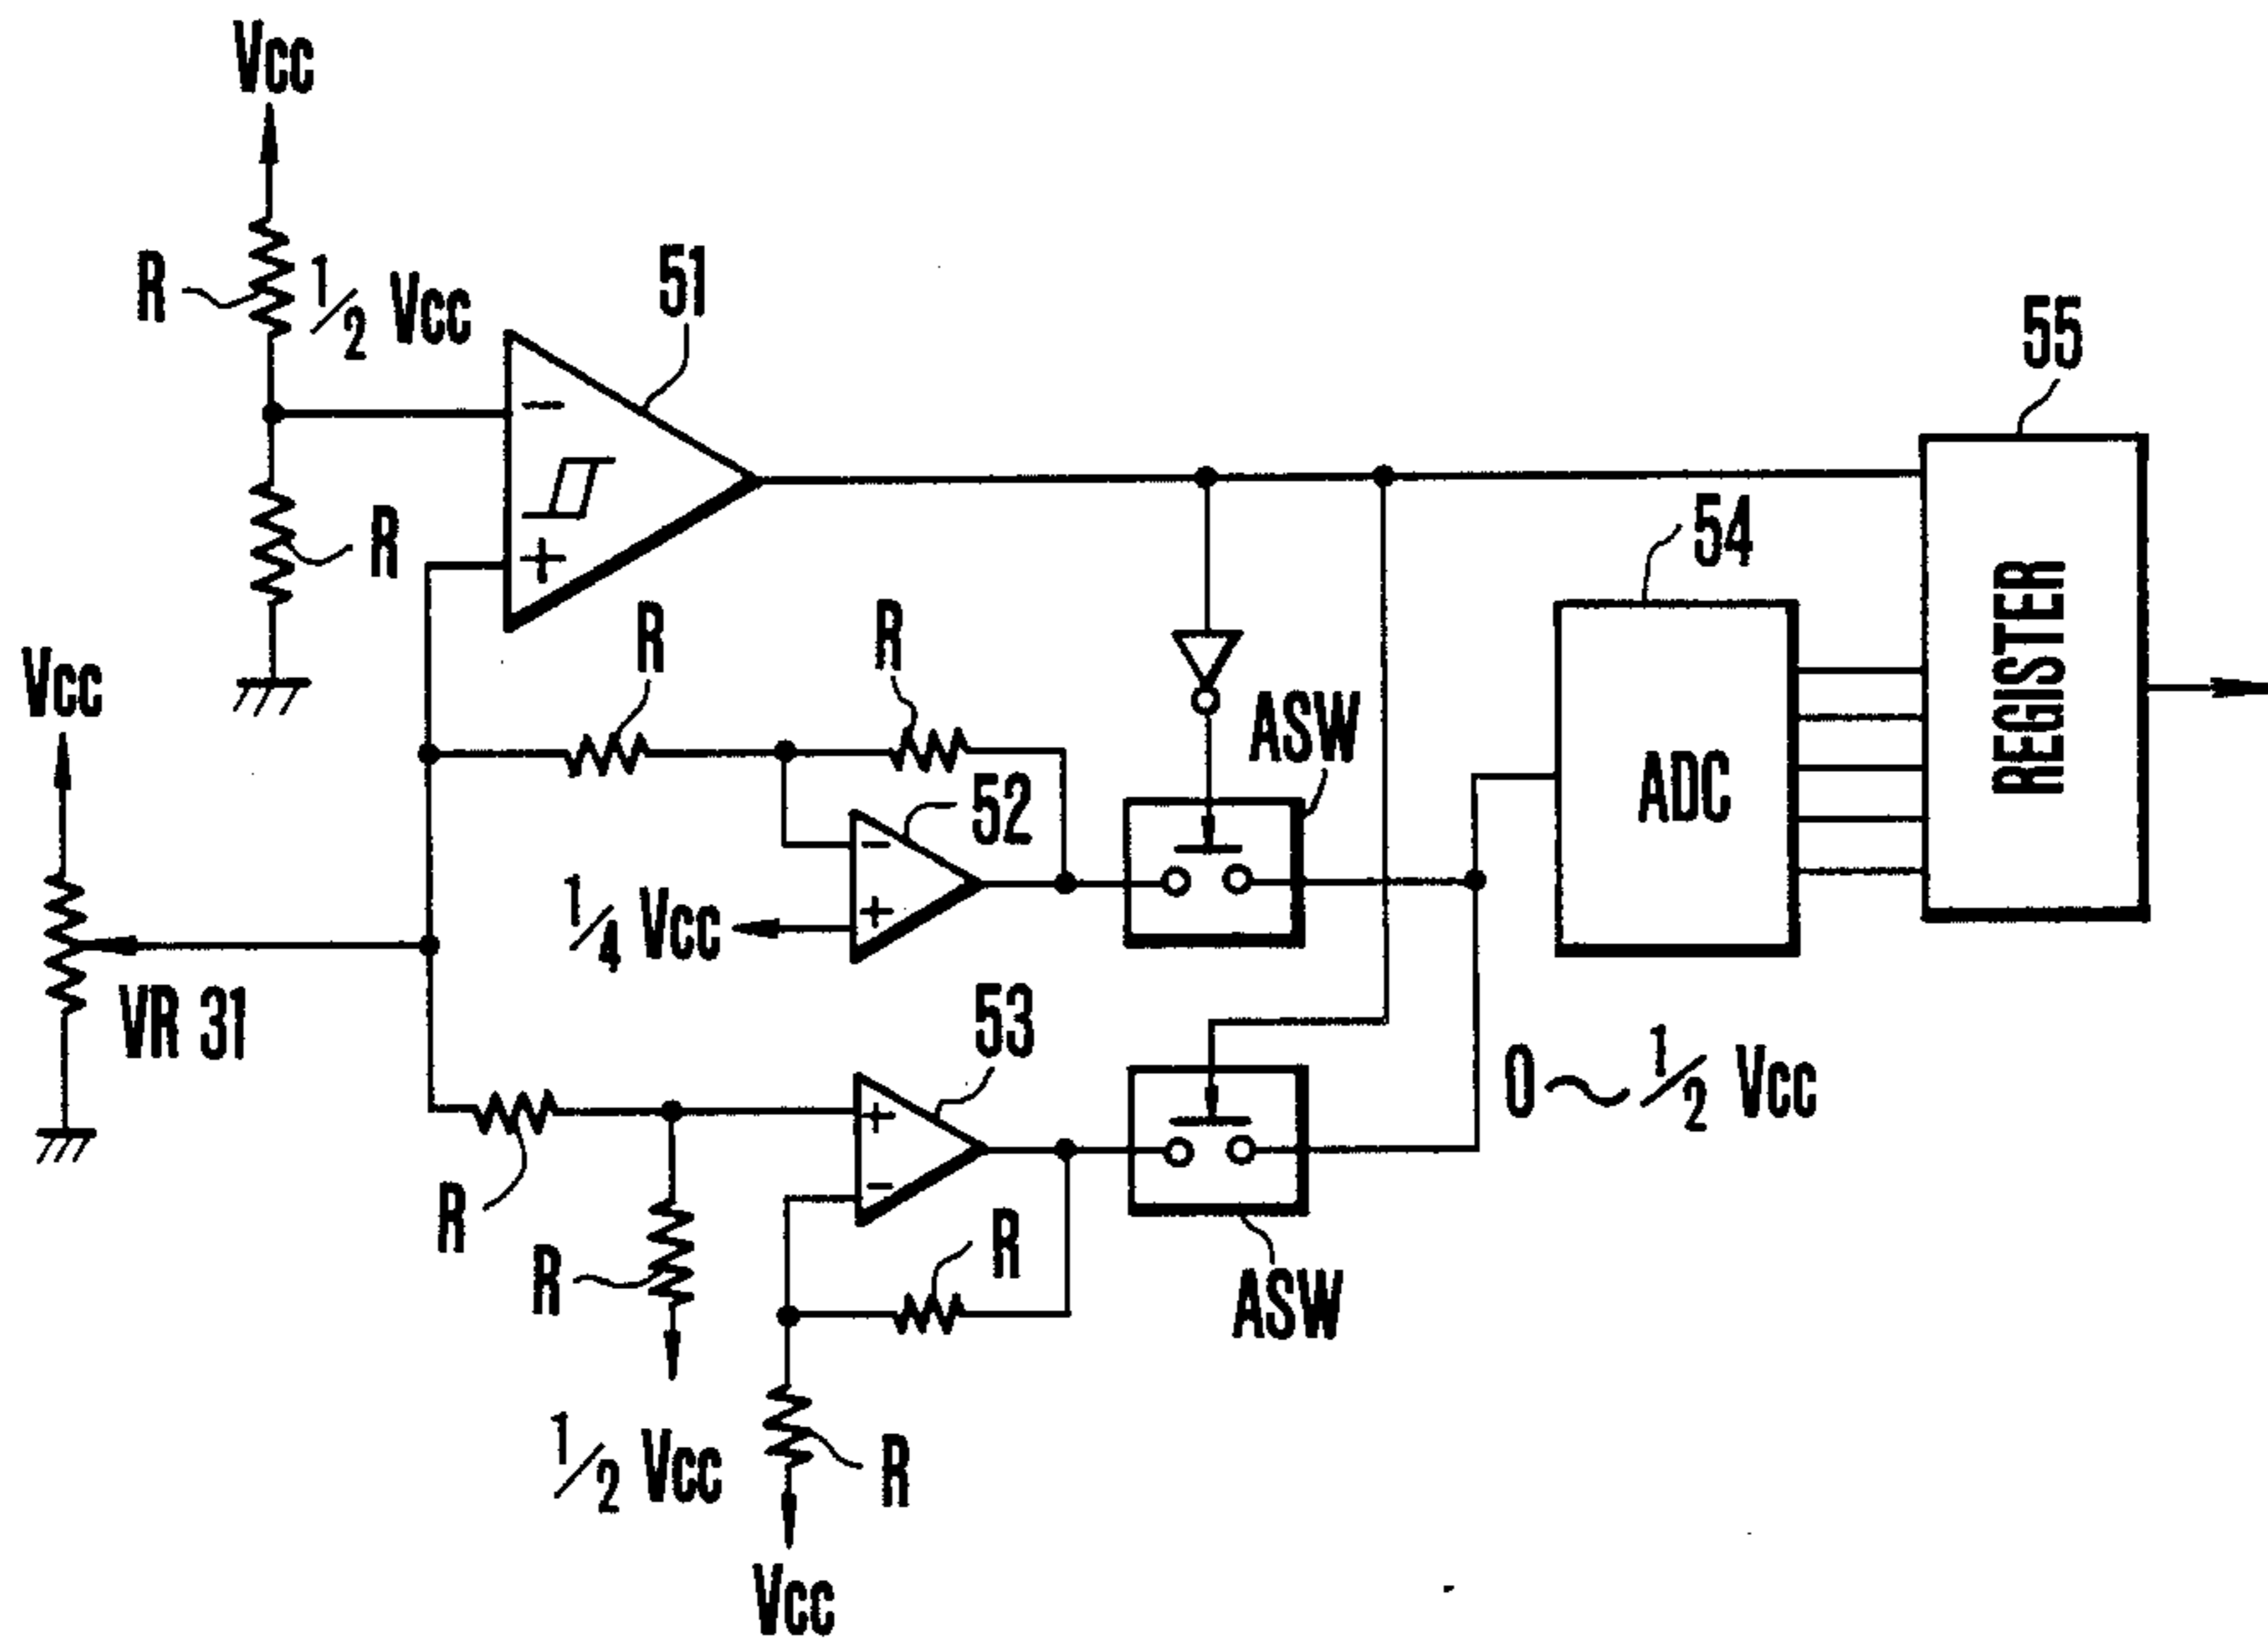 Vcc
R
1/2 Vcc
51
55
R
54
R
R
Vcc
ASW
REGISTER
52
ADC
1/4 Vcc
VR 31
53
0～1/2 Vcc
R
R
R
ASW
1/2 Vcc
R
Vcc